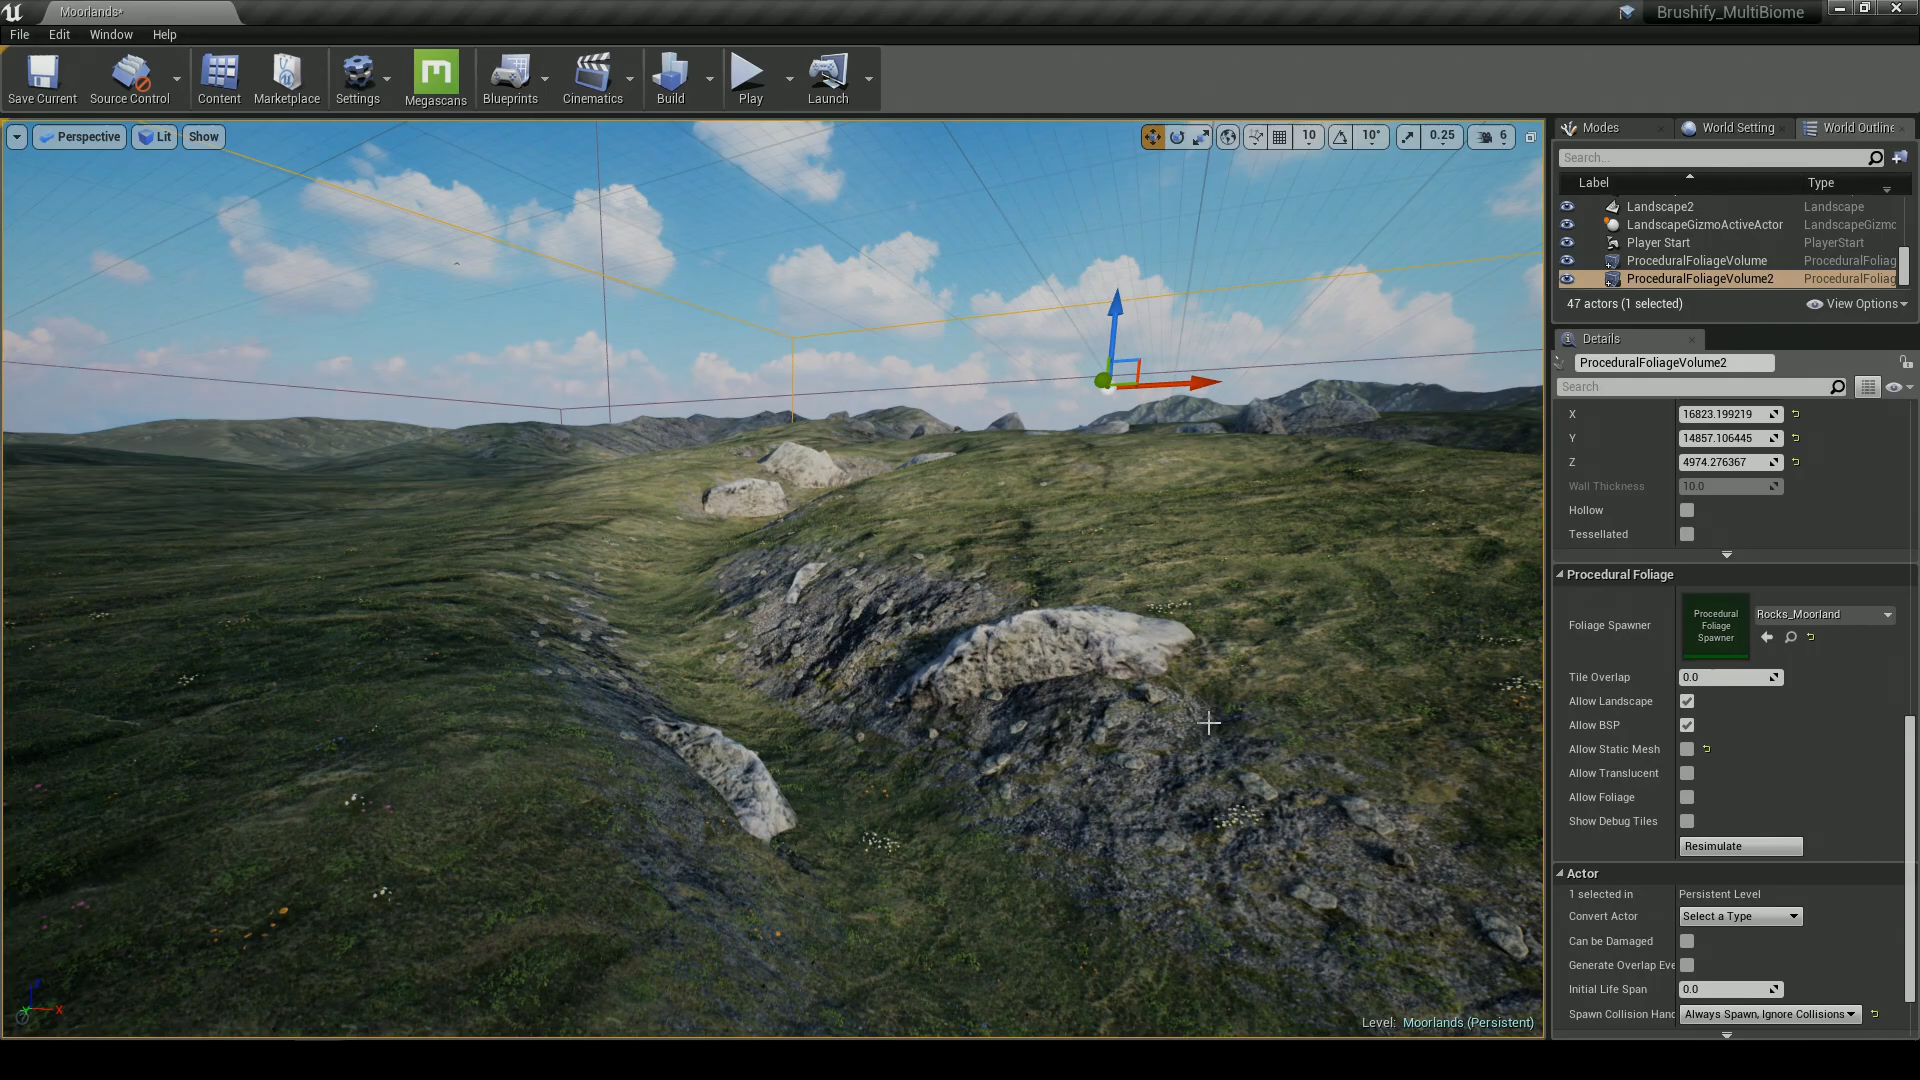 Moorlands*
Brushify_MultiBiome
File Edit Window Help
Save Current Source Control Content Marketplace Settings Megascans Blueprints Cinematics Build Play Launch
Perspective Lit Show
10 10° 0.25 6
Modes World Setting World Outline
Search...
Label Type
Landscape2 Landscape
LandscapeGizmoActiveActor LandscapeGizmo
Player Start PlayerStart
ProceduralFoliageVolume ProceduralFoliag
ProceduralFoliageVolume2 ProceduralFoliag
47 actors (1 selected) View Options
Details
ProceduralFoliageVolume2
Search
X 16823.199219
Y 14857.106445
Z 4974.276367
Wall Thickness 10.0
Hollow
Tessellated
Procedural Foliage
Foliage Spawner
Procedural
Foliage
Spawner
Rocks_Moorland
Tile Overlap 0.0
Allow Landscape
Allow BSP
Allow Static Mesh
Allow Translucent
Allow Foliage
Show Debug Tiles
Resimulate
Actor
1 selected in Persistent Level
Convert Actor Select a Type
Can be Damaged
Generate Overlap Eve
Initial Life Span 0.0
Spawn Collision Hand Always Spawn, Ignore Collisions
Level: Moorlands (Persistent)
Z
X